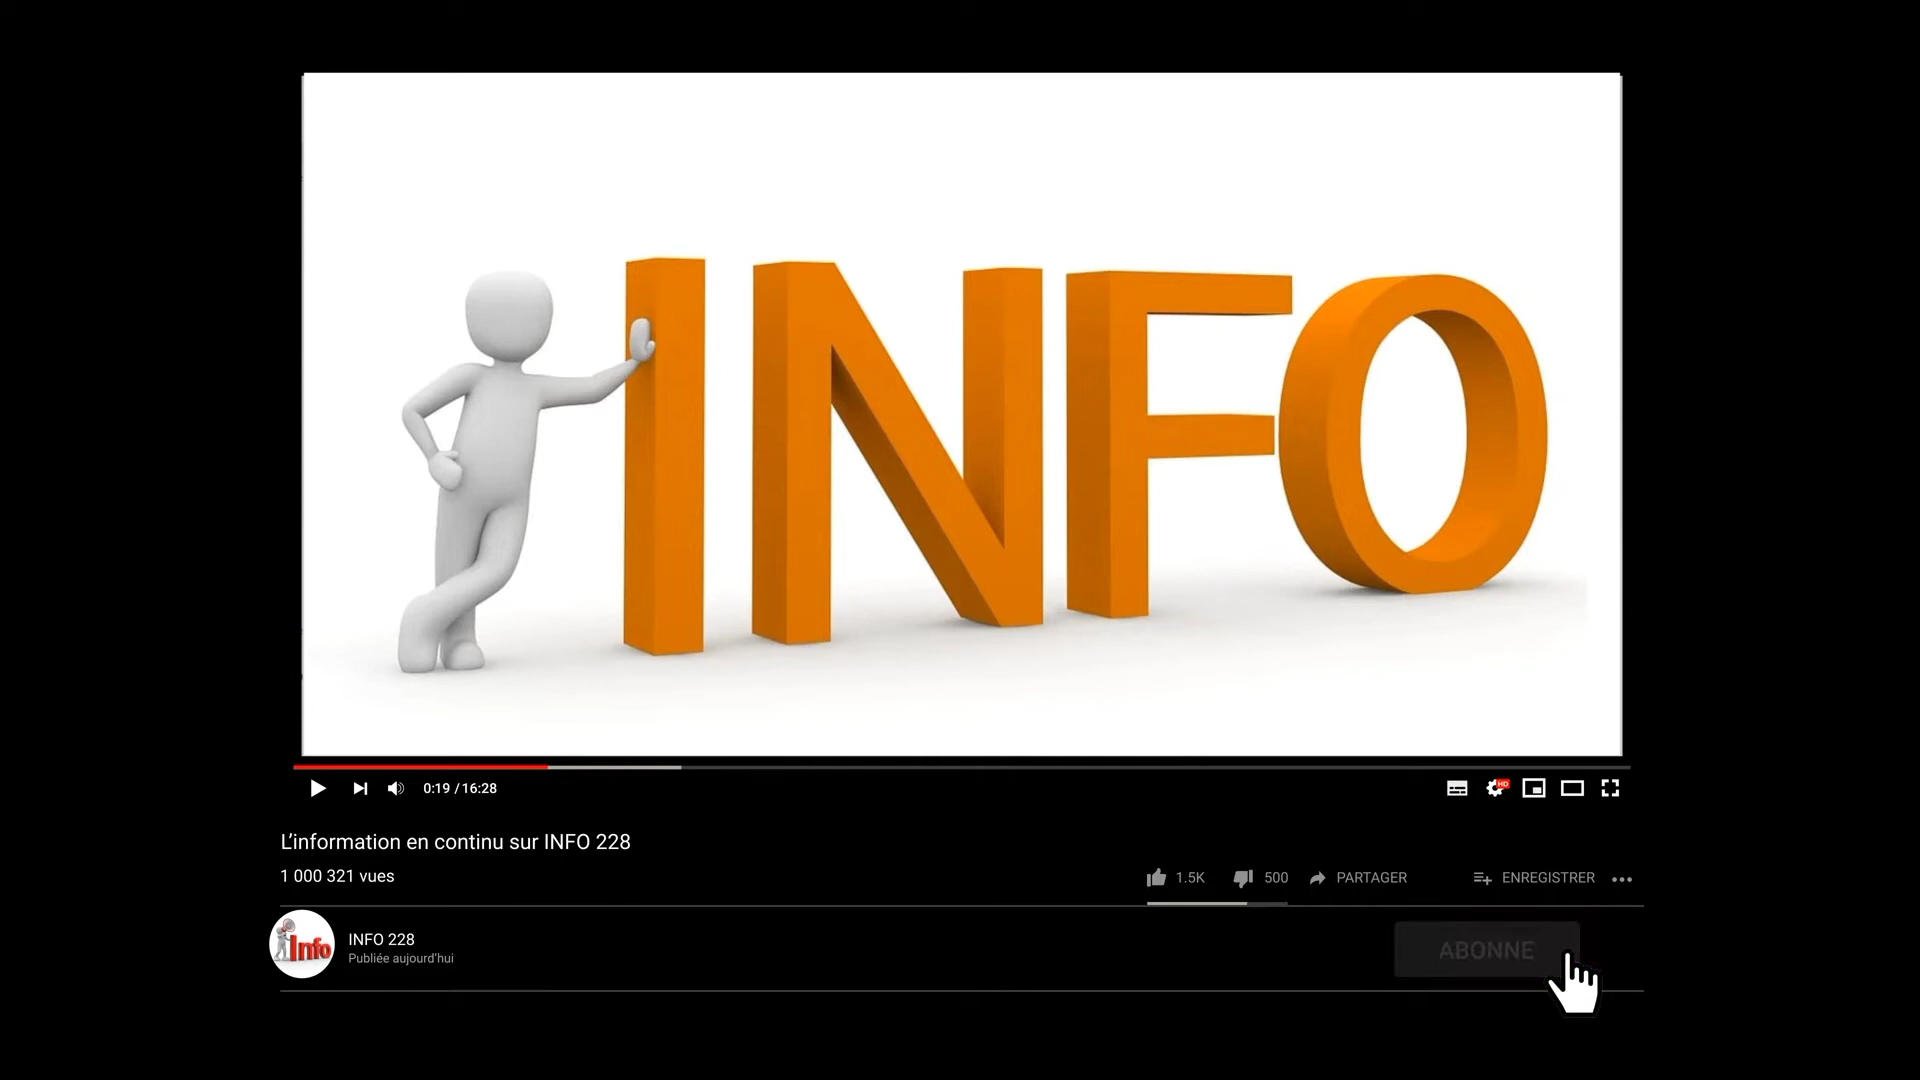 INFO
0:19 / 16:28
HD
L'information en continu sur INFO 228
1 000 321 vues
1.5K
500
PARTAGER
ENREGISTRER
Info
INFO 228
Publiée aujourd'hui
ABONNE